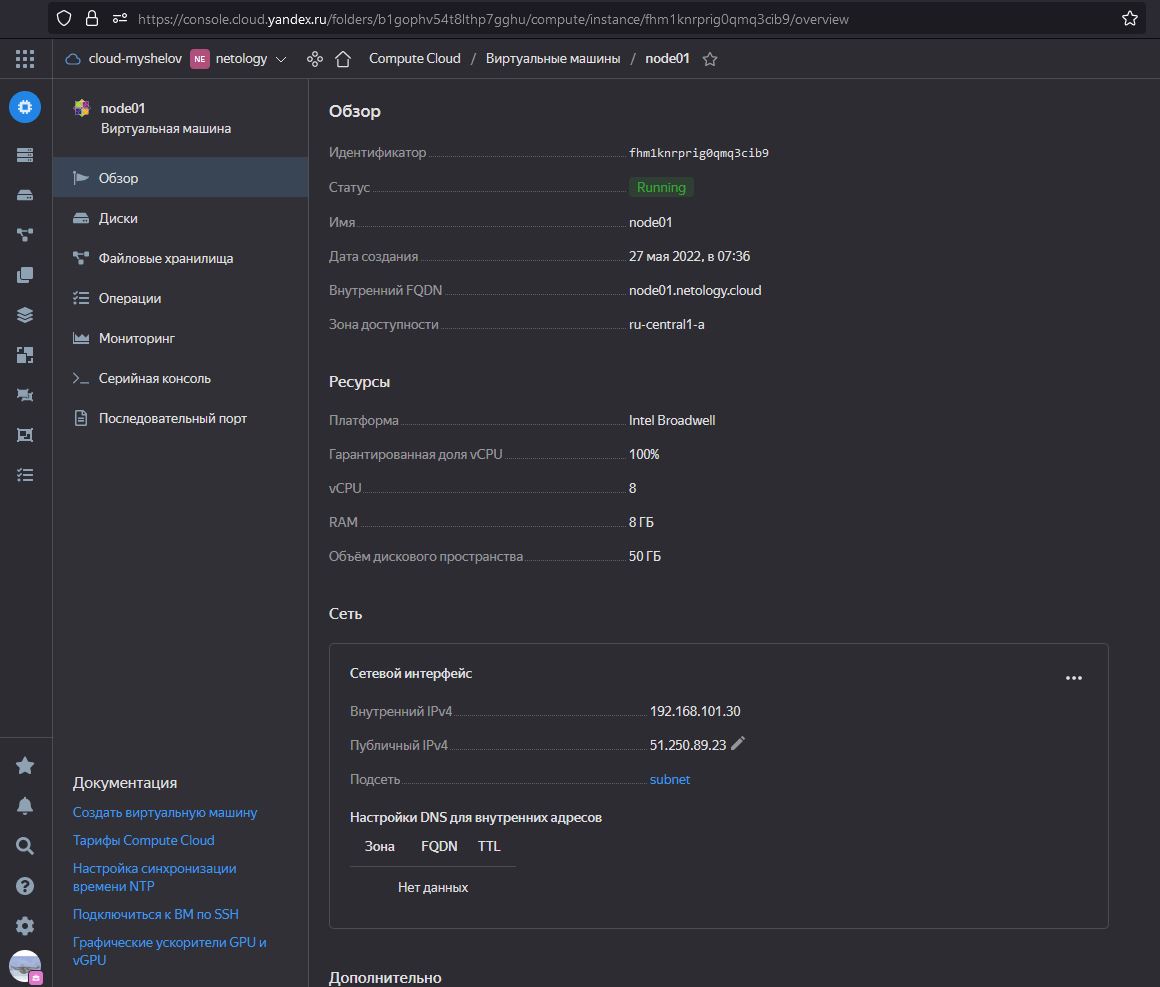 https://console.cloud.yandex.ru/folders/b1gophv54t8lthp7gghu/compute/instance/fhm1knrprig0qmq3cib9/overview
cloud-myshelov NE netology Compute Cloud / Виртуальные машины / node01
node01
Виртуальная машина
Обзор
Диски
Файловые хранилища
Операции
Мониторинг
Серийная консоль
Последовательный порт
Документация
Создать виртуальную машину
Тарифы Compute Cloud
Настройка синхронизации
времени NTP
Подключиться к ВМ по SSH
Графические ускорители GPU и
vGPU
Обзор
Идентификатор fhm1knrprig0qmq3cib9
Статус Running
Имя node01
Дата создания 27 мая 2022, в 07:36
Внутренний FQDN node01.netology.cloud
Зона доступности ru-central1-a
Ресурсы
Платформа Intel Broadwell
Гарантированная доля vCPU 100%
vCPU 8
RAM 8 ГБ
Объём дискового пространства 50 ГБ
Сеть
Сетевой интерфейс
Внутренний IPv4 192.168.101.30
Публичный IPv4 51.250.89.23
Подсеть subnet
Настройки DNS для внутренних адресов
Зона FQDN TTL
Нет данных
Дополнительно